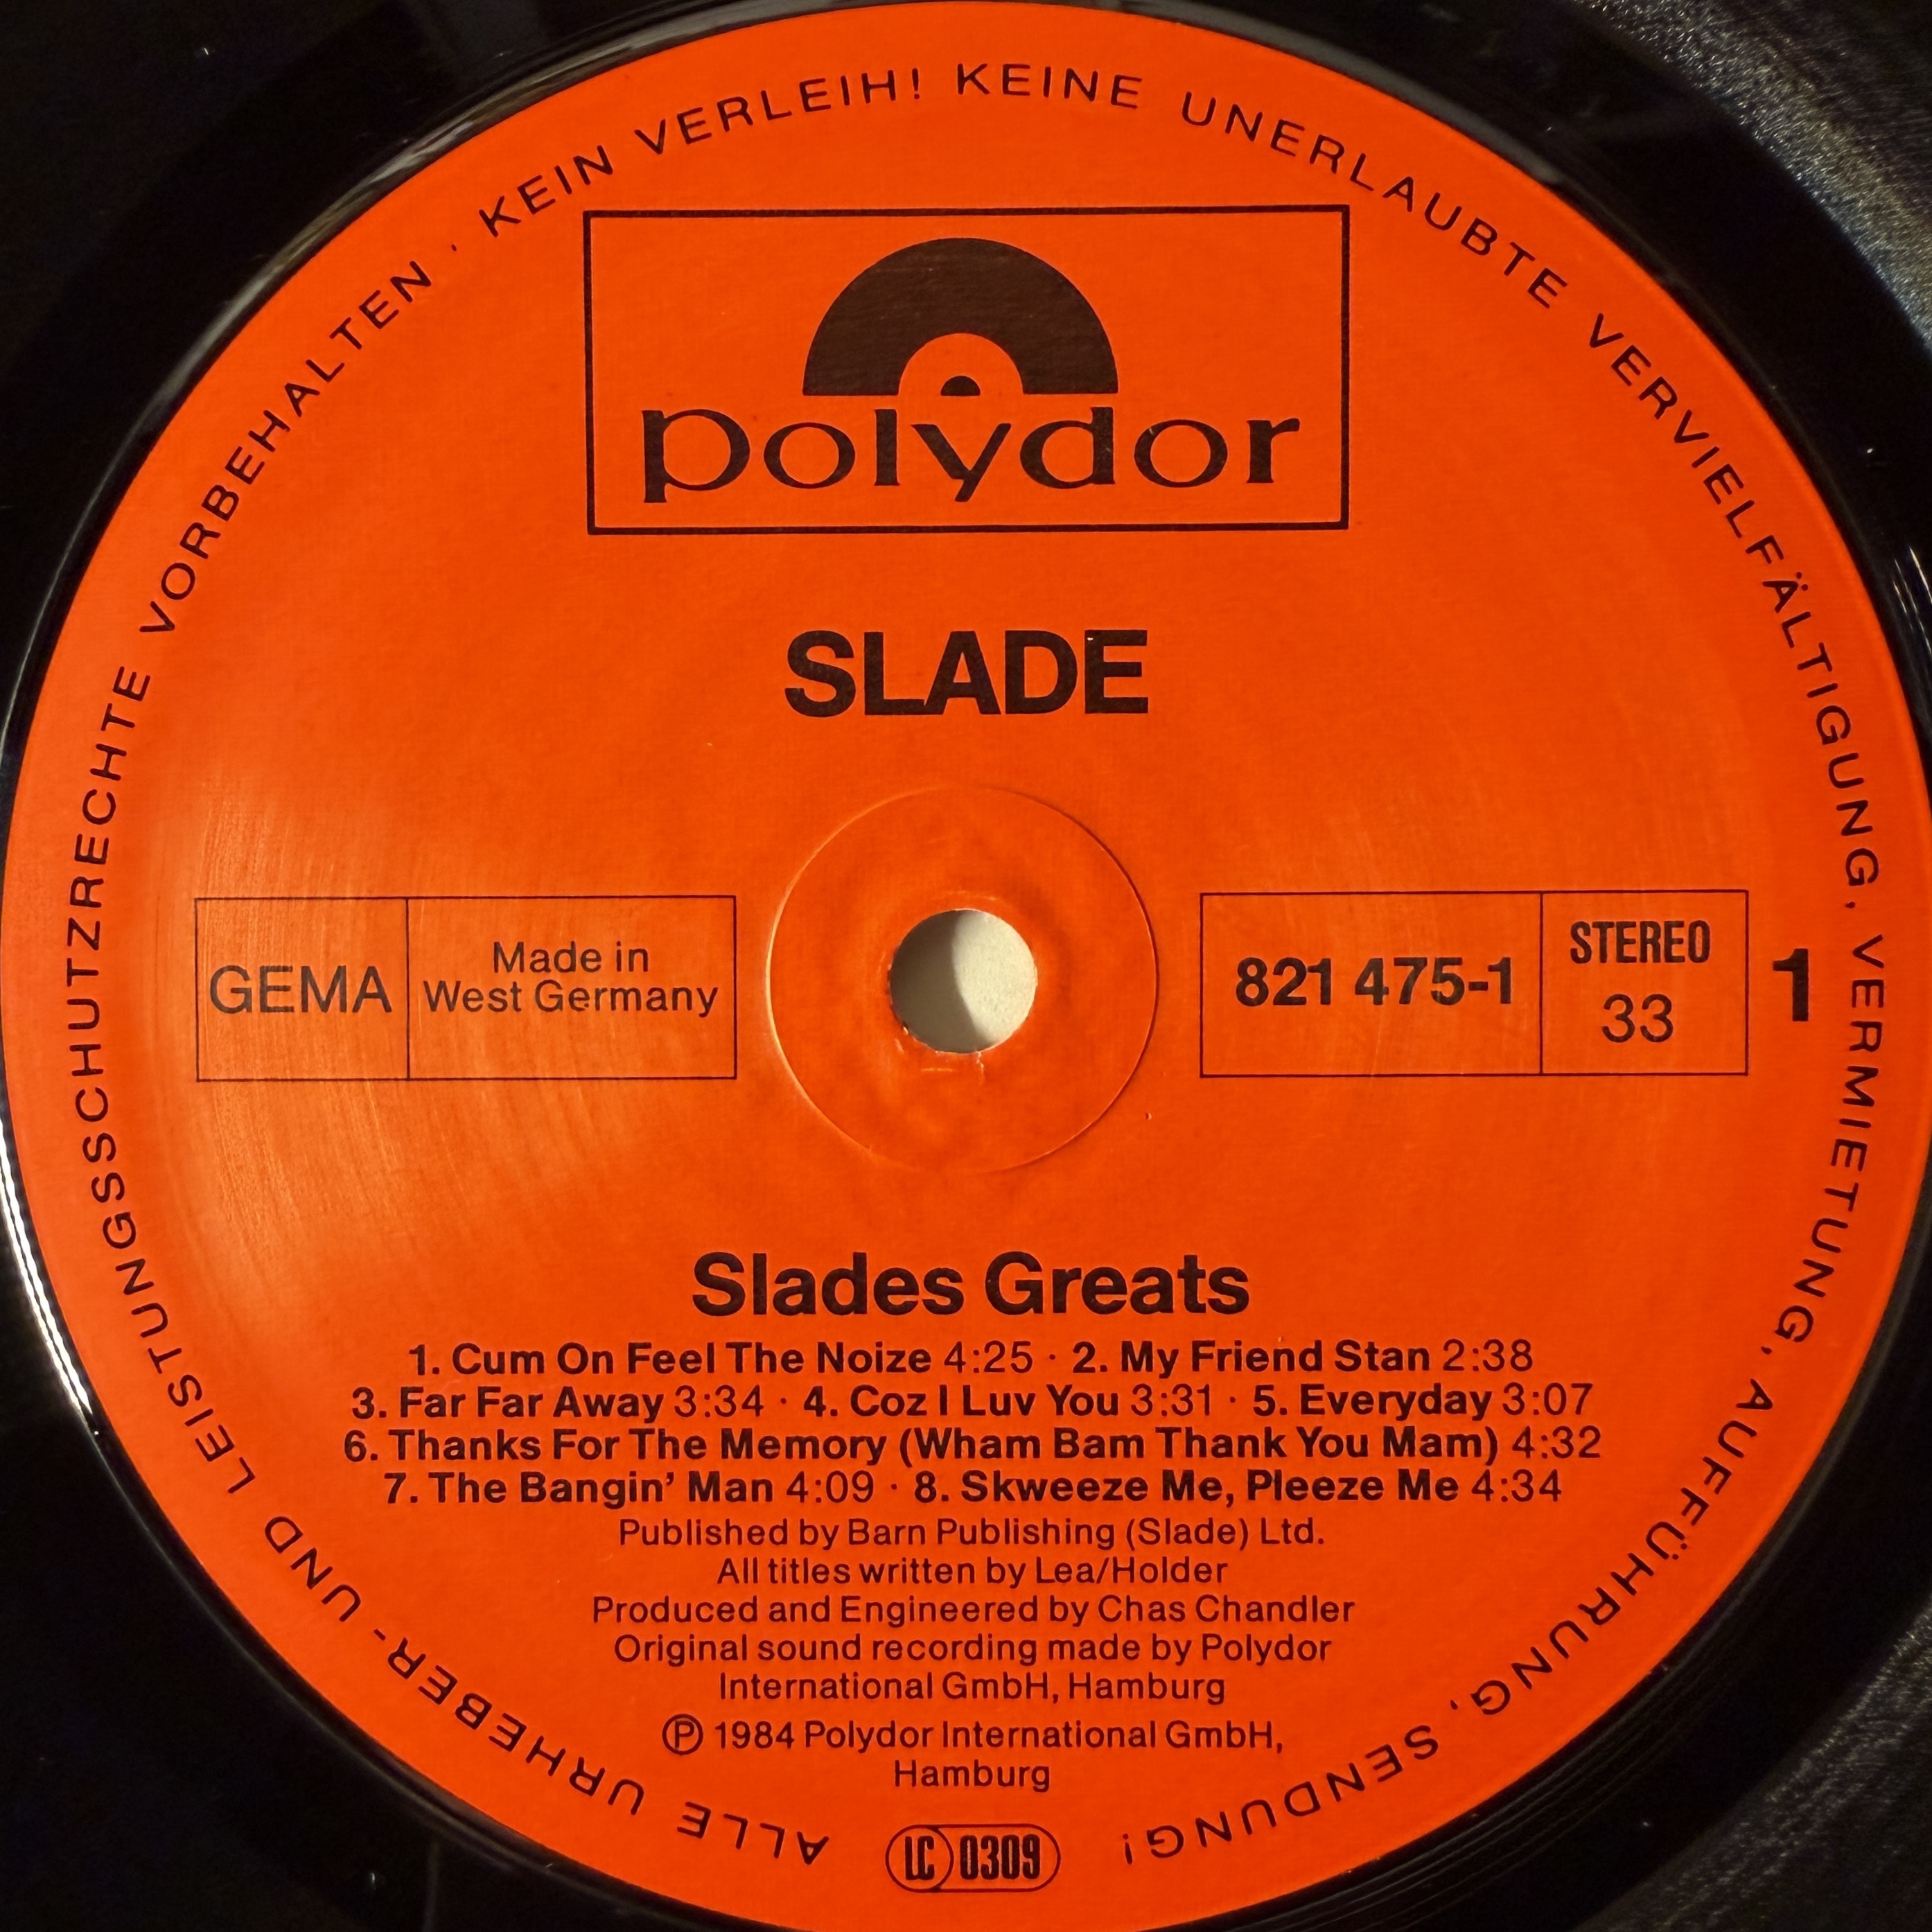 ALLE URHEBER- UND LEISTUNGSSCHUTZRECHTE VORBEHALTEN · KEIN VERLEIH! KEINE UNERLAUBTE VERVIELFÄLTIGUNG, VERMIETUNG, AUFFÜHRUNG, SENDUNG!
polydor
SLADE
GEMA
Made in
West Germany
821 475-1
STEREO
33
1
Slades Greats
1. Cum On Feel The Noize 4:25 · 2. My Friend Stan 2:38
3. Far Far Away 3:34 · 4. Coz I Luv You 3:31 · 5. Everyday 3:07
6. Thanks For The Memory (Wham Bam Thank You Mam) 4:32
7. The Bangin’ Man 4:09 · 8. Skweeze Me, Pleeze Me 4:34
Published by Barn Publishing (Slade) Ltd.
All titles written by Lea/Holder
Produced and Engineered by Chas Chandler
Original sound recording made by Polydor
International GmbH, Hamburg
℗ 1984 Polydor International GmbH,
Hamburg
LC 0309